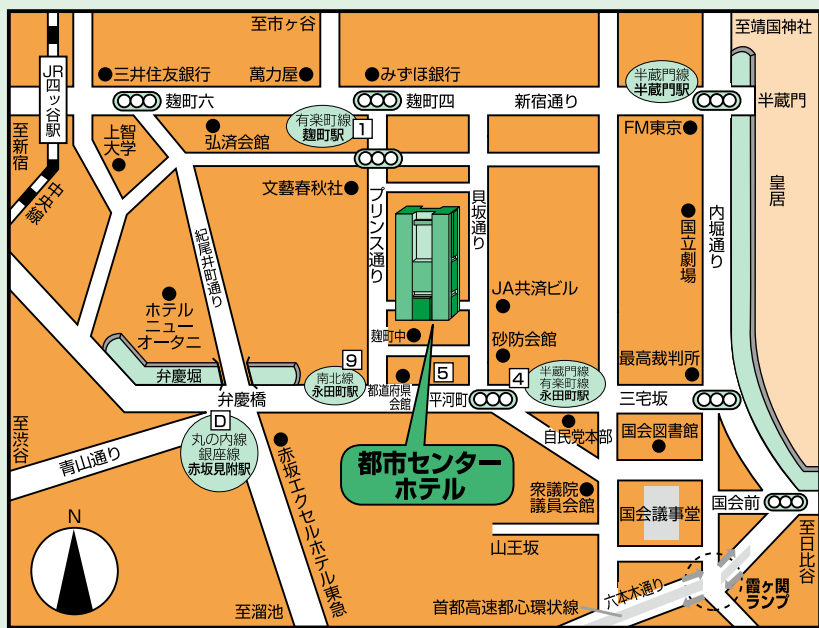 至市ヶ谷
至靖国神社
JR四ッ谷駅
三井住友銀行
萬力屋
みずほ銀行
半蔵門線
半蔵門駅
麹町六
麹町四
新宿通り
半蔵門
至新宿
上智
大学
弘済会館
有楽町線
麹町駅
1
FM東京
中央線
文藝春秋社
プリンス通り
貝坂通り
皇居
紀尾井町通り
国立劇場
内堀通り
ホテル
ニュー
オータニ
JA共済ビル
麹町中
砂防会館
最高裁判所
弁慶堀
9
南北線
永田町駅
5
4
半蔵門線
有楽町線
永田町駅
弁慶橋
都道府県
会館
平河町
三宅坂
D
丸の内線
銀座線
赤坂見附駅
至渋谷
青山通り
赤坂エクセルホテル東急
自民党本部
国会図書館
都市センター
ホテル
衆議院
議員会館
国会議事堂
国会前
至日比谷
N
山王坂
六本木通り
霞ヶ関
ランプ
至溜池
首都高速都心環状線